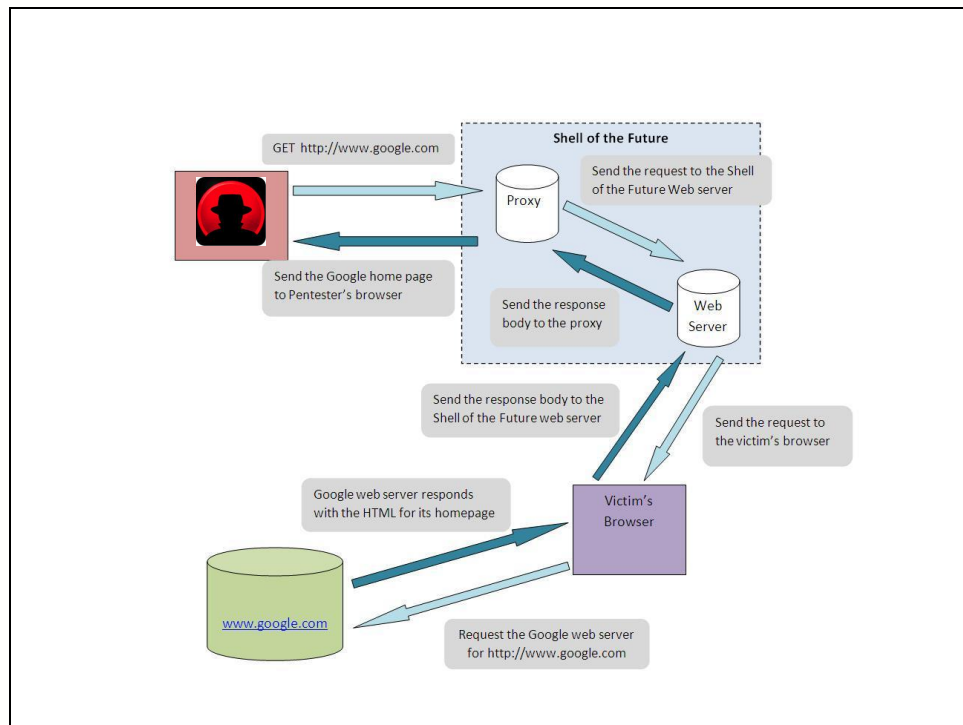 Shell of the Future
GET http://www.google.com
Send the request to the Shell
of the Future Web server
Proxy
Send the Google home page
to Pentester's browser
Send the response
body to the proxy
Web
Server
Send the response body to the
Shell of the Future web server
Send the request to
the victim's browser
Google web server responds
with the HTML for its homepage
Victim's
Browser
www.google.com
Request the Google web server
for http://www.google.com